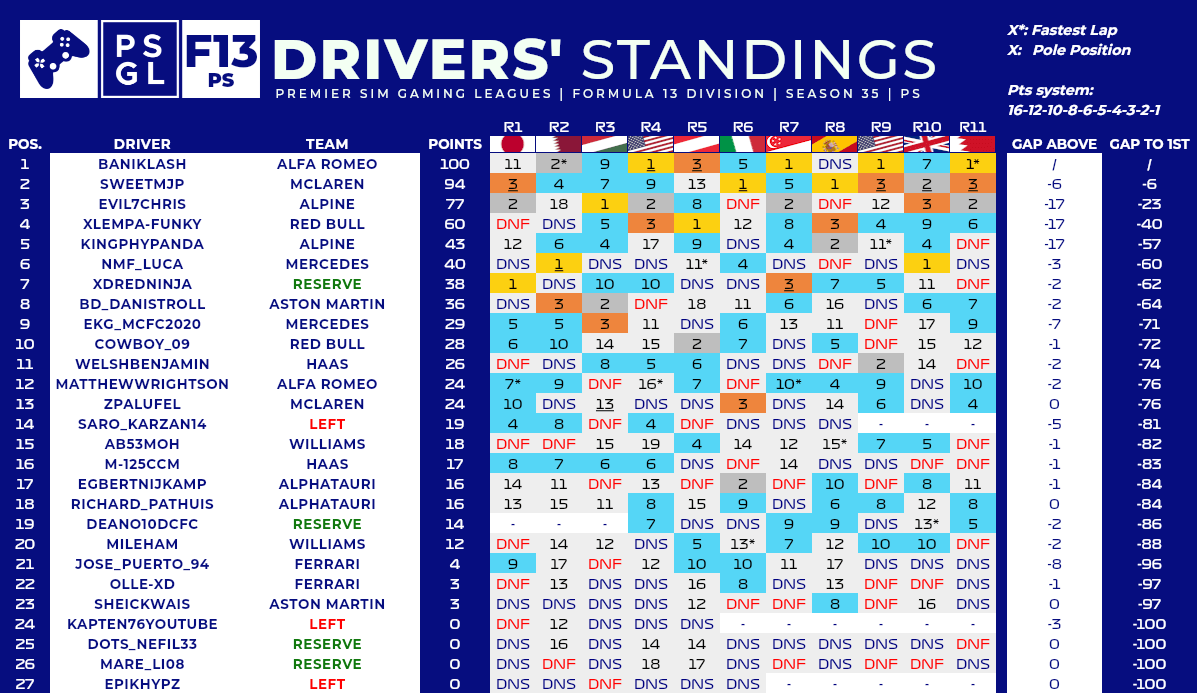 PS GL F13 PS DRIVERS' STANDINGS
PREMIER SIM GAMING LEAGUES | FORMULA 13 DIVISION | SEASON 35 | PS
X*: Fastest Lap
X: Pole Position
Pts system:
16-12-10-8-6-5-4-3-2-1
R1 R2 R3 R4 R5 R6 R7 R8 R9 R10 R11
POS. DRIVER TEAM POINTS GAP ABOVE GAP TO 1ST
1 BANIKLASH ALFA ROMEO 100 11 2* 9 1 3 5 1 DNS 1 7 1* / /
2 SWEETMJP MCLAREN 94 3 4 7 9 13 1 5 1 3 2 3 -6 -6
3 EVIL7CHRIS ALPINE 77 2 18 1 2 8 DNF 2 DNF 12 3 2 -17 -23
4 XLEMPA-FUNKY RED BULL 60 DNF DNS 5 3 1 12 8 3 4 9 6 -17 -40
5 KINGPHYPANDA ALPINE 43 12 6 4 17 9 DNS 4 2 11* 4 DNF -17 -57
6 NMF_LUCA MERCEDES 40 DNS 1 DNS DNS 11* 4 DNS DNF DNS 1 DNS -3 -60
7 XDREDNINJA RESERVE 38 1 DNS 10 10 DNS DNS 3 7 5 11 DNF -2 -62
8 BD_DANISTROLL ASTON MARTIN 36 DNS 3 2 DNF 18 11 6 16 DNS 6 7 -2 -64
9 EKG_MCFC2020 MERCEDES 29 5 5 3 11 DNS 6 13 11 DNF 17 9 -7 -71
10 COWBOY_09 RED BULL 28 6 10 14 15 2 7 DNS 5 DNF 15 12 -1 -72
11 WELSHBENJAMIN HAAS 26 DNF DNS 8 5 6 DNS DNS DNF 2 14 DNF -2 -74
12 MATTHEWWRIGHTSON ALFA ROMEO 24 7* 9 DNF 16* 7 DNF 10* 4 9 DNS 10 -2 -76
13 ZPALUFEL MCLAREN 24 10 DNS 13 DNS DNS 3 DNS 14 6 DNS 4 0 -76
14 SARO_KARZAN14 LEFT 19 4 8 DNF 4 DNF DNS DNS DNS - - - -5 -81
15 AB53MOH WILLIAMS 18 DNF DNF 15 19 4 14 12 15* 7 5 DNF -1 -82
16 M-125CCM HAAS 17 8 7 6 6 DNS DNF 14 DNS DNS DNF DNF -1 -83
17 EGBERTNIJKAMP ALPHATAURI 16 14 11 DNF 13 DNF 2 DNF 10 DNF 8 11 -1 -84
18 RICHARD_PATHUIS ALPHATAURI 16 13 15 11 8 15 9 DNS 6 8 12 8 0 -84
19 DEANO10DCFC RESERVE 14 - - - 7 DNS DNS 9 9 DNS 13* 5 -2 -86
20 MILEHAM WILLIAMS 12 DNF 14 12 DNS 5 13* 7 12 10 10 DNF -2 -88
21 JOSE_PUERTO_94 FERRARI 4 9 17 DNF 12 10 10 11 17 DNS DNS DNS -8 -96
22 OLLE-XD FERRARI 3 DNF 13 DNS DNS 16 8 DNS 13 DNF DNF DNS -1 -97
23 SHEICKWAIS ASTON MARTIN 3 DNS DNS DNS DNS 12 DNF DNF 8 DNF 16 DNS 0 -97
24 KAPTEN76YOUTUBE LEFT 0 DNF 12 DNS DNS DNS - - - - - - -3 -100
25 DOTS_NEFIL33 RESERVE 0 DNS 16 DNS 14 14 DNS DNS DNS DNS DNS DNF 0 -100
26 MARE_LI08 RESERVE 0 DNS DNF DNS 18 17 DNS DNF DNS DNF DNF DNS 0 -100
27 EPIKHYPZ LEFT 0 DNS DNS DNF DNS DNS DNS - - - - - 0 -100